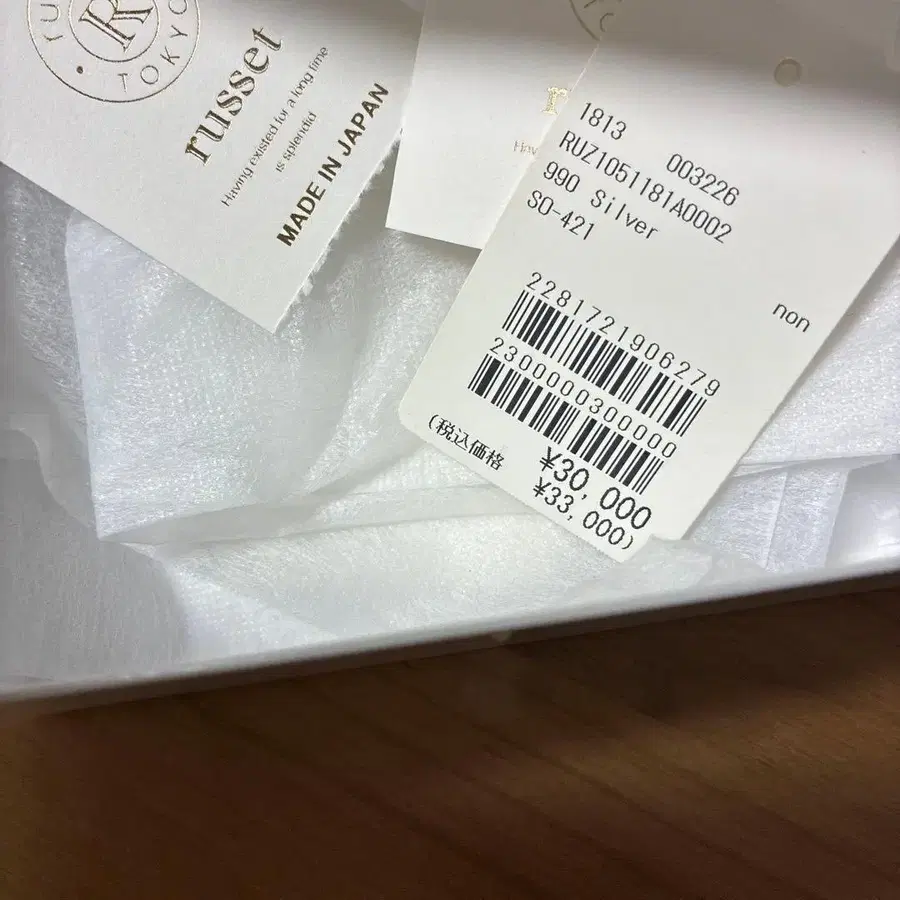 TOKYO
russet
Having existed for a long time
is splendid
MADE IN JAPAN
1813 003226
RUZ1051181A0002
990 Silver
SO-421
non
2281721906279
2300000300000
¥30,000
(税込価格 ¥33,000)